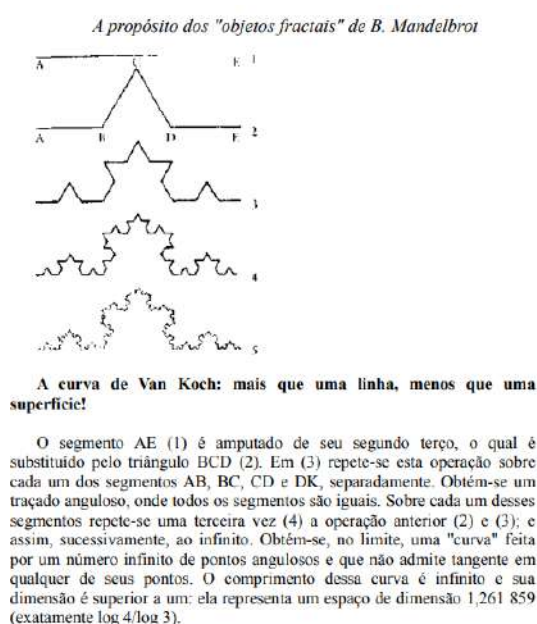 A propósito dos "objetos fractais" de B. Mandelbrot
A C E 1
A B D E 2
3
4
5
A curva de Van Koch: mais que uma linha, menos que uma
superfície!
O segmento AE (1) é amputado de seu segundo terço, o qual é
substituído pelo triângulo BCD (2). Em (3) repete-se esta operação sobre
cada um dos segmentos AB, BC, CD e DK, separadamente. Obtém-se um
traçado anguloso, onde todos os segmentos são iguais. Sobre cada um desses
segmentos repete-se uma terceira vez (4) a operação anterior (2) e (3); e
assim, sucessivamente, ao infinito. Obtém-se, no limite, uma "curva" feita
por um número infinito de pontos angulosos e que não admite tangente em
qualquer de seus pontos. O comprimento dessa curva é infinito e sua
dimensão é superior a um: ela representa um espaço de dimensão 1,261 859
(exatamente log 4/log 3).